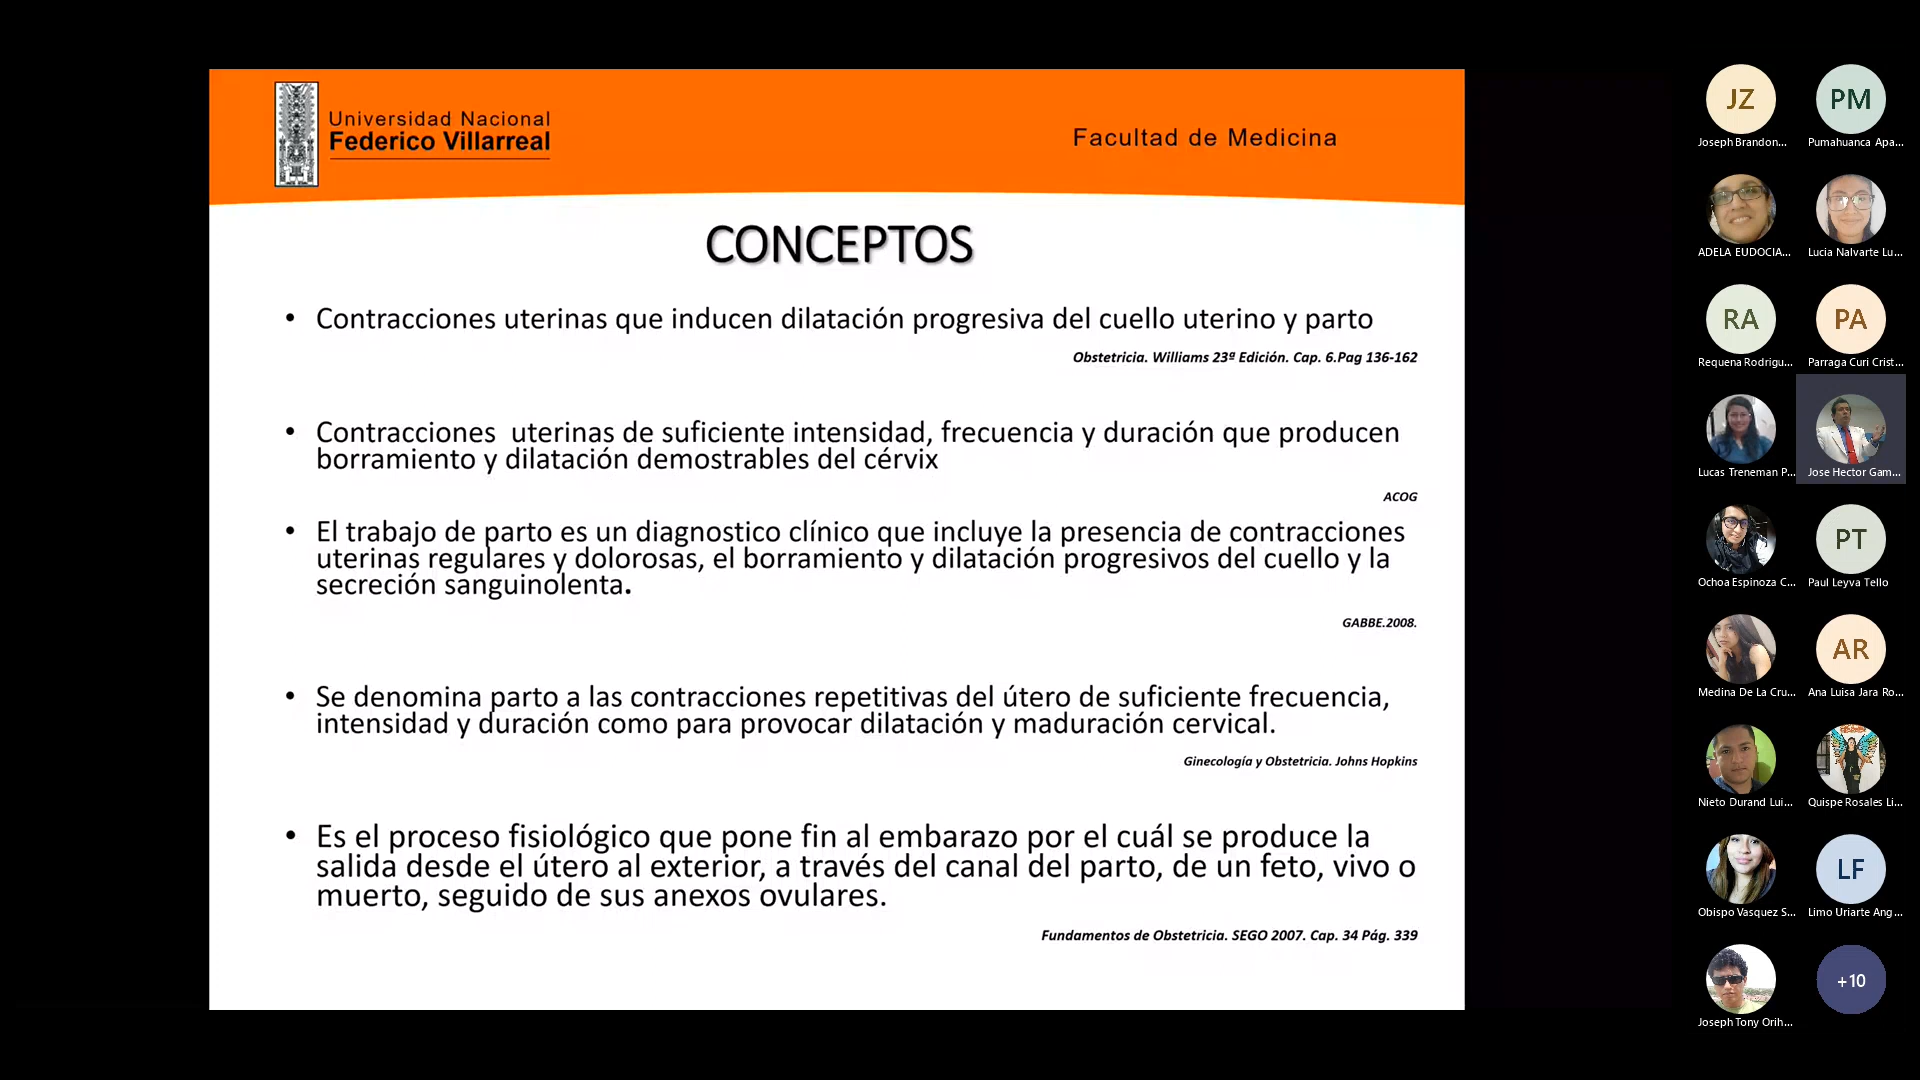 Universidad Nacional
Federico Villarreal
Facultad de Medicina
CONCEPTOS
• Contracciones uterinas que inducen dilatación progresiva del cuello uterino y parto
Obstetricia. Williams 23ª Edición. Cap. 6.Pag 136-162
• Contracciones uterinas de suficiente intensidad, frecuencia y duración que producen
borramiento y dilatación demostrables del cérvix
ACOG
• El trabajo de parto es un diagnostico clínico que incluye la presencia de contracciones
uterinas regulares y dolorosas, el borramiento y dilatación progresivos del cuello y la
secreción sanguinolenta.
GABBE.2008.
• Se denomina parto a las contracciones repetitivas del útero de suficiente frecuencia,
intensidad y duración como para provocar dilatación y maduración cervical.
Ginecología y Obstetricia. Johns Hopkins
• Es el proceso fisiológico que pone fin al embarazo por el cuál se produce la
salida desde el útero al exterior, a través del canal del parto, de un feto, vivo o
muerto, seguido de sus anexos ovulares.
Fundamentos de Obstetricia. SEGO 2007. Cap. 34 Pág. 339
JZ
Joseph Brandon...
PM
Pumahuanca Apa...
ADELA EUDOCIA...
Lucia Nalvarte Lu...
RA
Requena Rodrigu...
PA
Parraga Curi Crist...
Lucas Treneman P...
Jose Hector Gam...
Ochoa Espinoza C...
PT
Paul Leyva Tello
Medina De La Cru...
AR
Ana Luisa Jara Ro...
Nieto Durand Lui...
Quispe Rosales Li...
Obispo Vasquez S...
LF
Limo Uriarte Ang...
Joseph Tony Orih...
+10